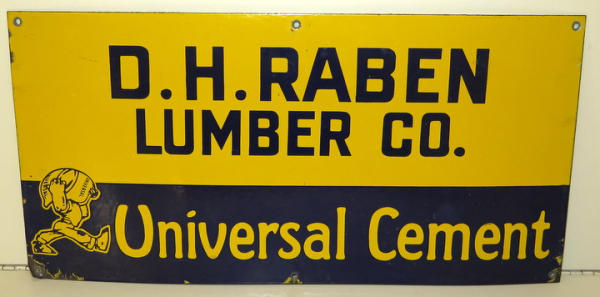 D.H.RABEN
LUMBER CO.
Universal Cement